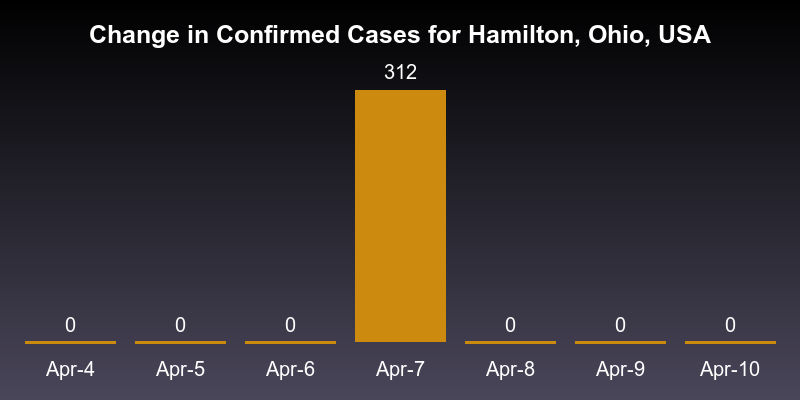 Change in Confirmed Cases for Hamilton, Ohio, USA
312
0 0 0 0 0 0
Apr-4 Apr-5 Apr-6 Apr-7 Apr-8 Apr-9 Apr-10